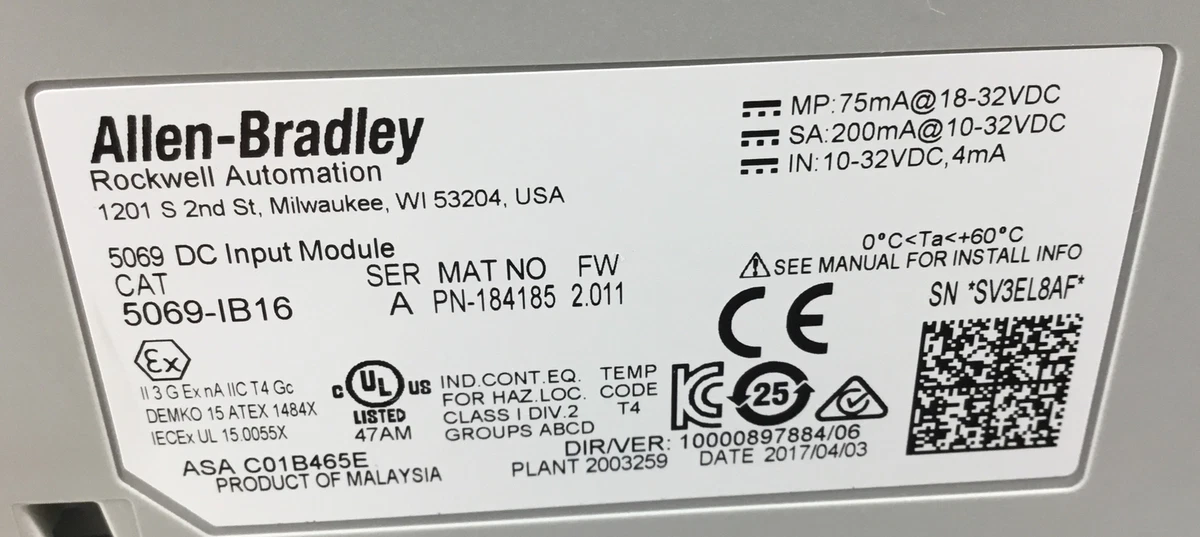 Allen-Bradley
Rockwell Automation
1201 S 2nd St, Milwaukee, WI 53204, USA
MP:75mA@18-32VDC
SA:200mA@10-32VDC
IN:10-32VDC,4mA
5069 DC Input Module
CAT SER MAT NO FW
5069-IB16 A PN-184185 2.011
0°C<Ta<+60°C
SEE MANUAL FOR INSTALL INFO
SN *SV3EL8AF*
CE
Ex
II 3 G Ex nA IIC T4 Gc
DEMKO 15 ATEX 1484X
IECEx UL 15.0055X
c UL US
LISTED
47AM
IND.CONT.EQ.
FOR HAZ.LOC.
CLASS I DIV.2
GROUPS ABCD
TEMP
CODE
T4
KC
25
DIR/VER: 10000897884/06
ASA C01B465E
PLANT 2003259 DATE 2017/04/03
PRODUCT OF MALAYSIA